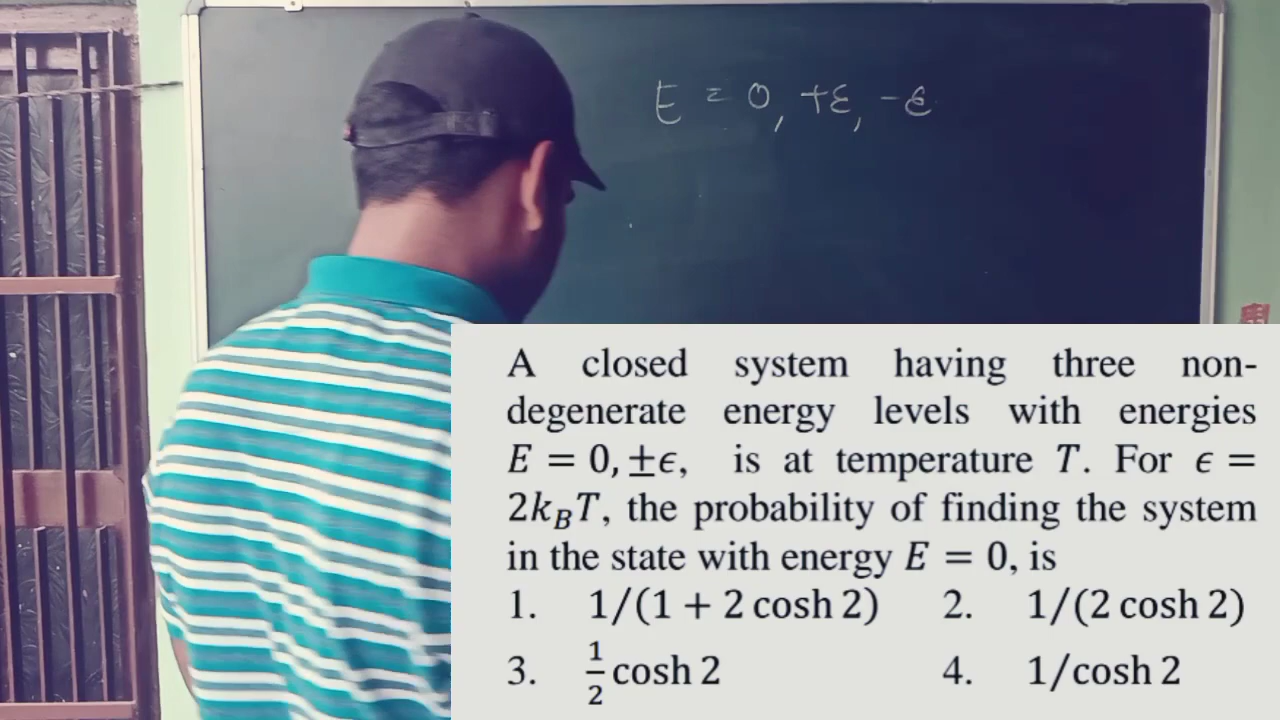 E = 0, +ε, -ε
A closed system having three non-
degenerate energy levels with energies
E = 0, ±ϵ, is at temperature T. For ϵ =
2k_BT, the probability of finding the system
in the state with energy E = 0, is
1. 1/(1 + 2 cosh 2) 2. 1/(2 cosh 2)
3. 1/2 cosh 2 4. 1/cosh 2